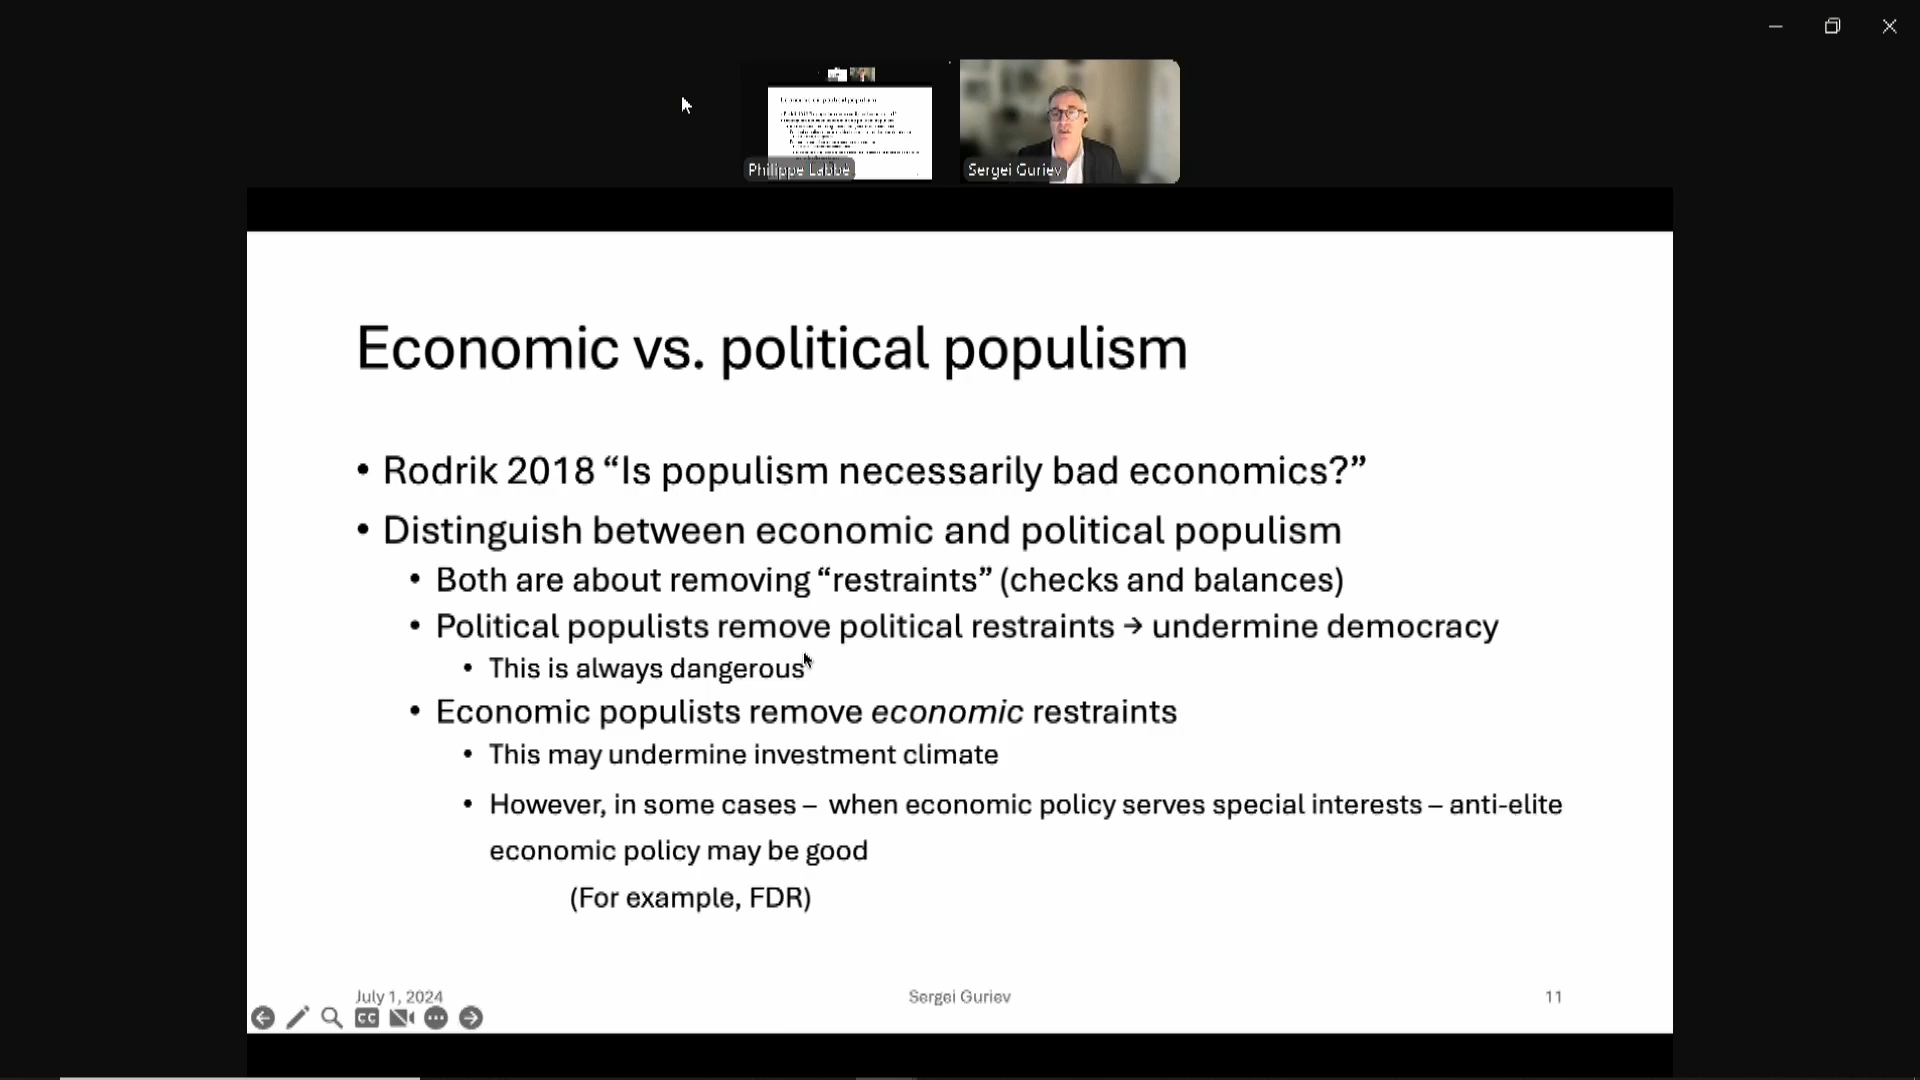 Philippe Labbé
Sergei Guriev
Economic vs. political populism
• Rodrik 2018 “Is populism necessarily bad economics?”
• Distinguish between economic and political populism
• Both are about removing “restraints” (checks and balances)
• Political populists remove political restraints → undermine democracy
• This is always dangerous
• Economic populists remove economic restraints
• This may undermine investment climate
• However, in some cases – when economic policy serves special interests – anti-elite
economic policy may be good
(For example, FDR)
July 1, 2024
Sergei Guriev
11
CC